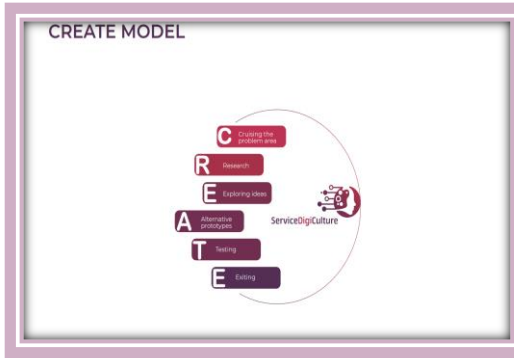 CREATE MODEL
C Cruising the
problem area
R Research
E Exploring ideas
A Alternative
prototypes
T Testing
E Exiting
ServiceDigiCulture